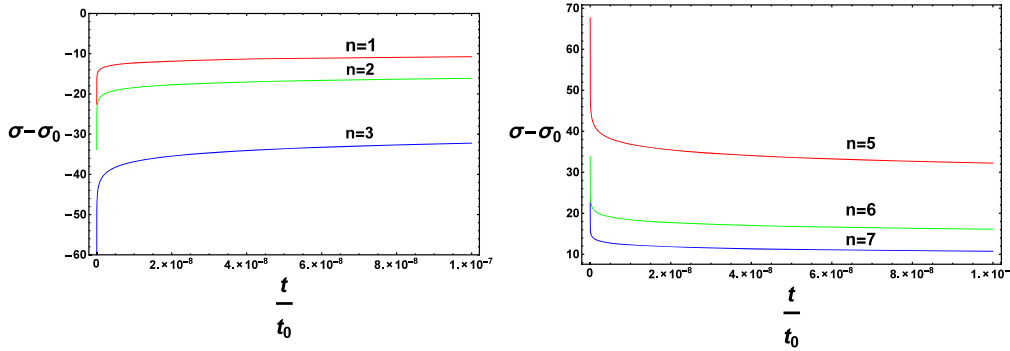 0
-10
-20
-30
-40
-50
-60
σ-σ₀
n=1
n=2
n=3
0
2.×10⁻⁸
4.×10⁻⁸
6.×10⁻⁸
8.×10⁻⁸
1.×10⁻⁷
t
t₀
70
60
50
40
30
20
10
σ-σ₀
n=5
n=6
n=7
0
2.×10⁻⁸
4.×10⁻⁸
6.×10⁻⁸
8.×10⁻⁸
t
t₀